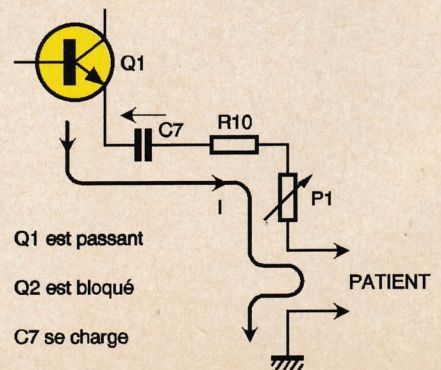 Q1
C7
R10
P1
I
Q1 est passant
PATIENT
Q2 est bloqué
C7 se charge